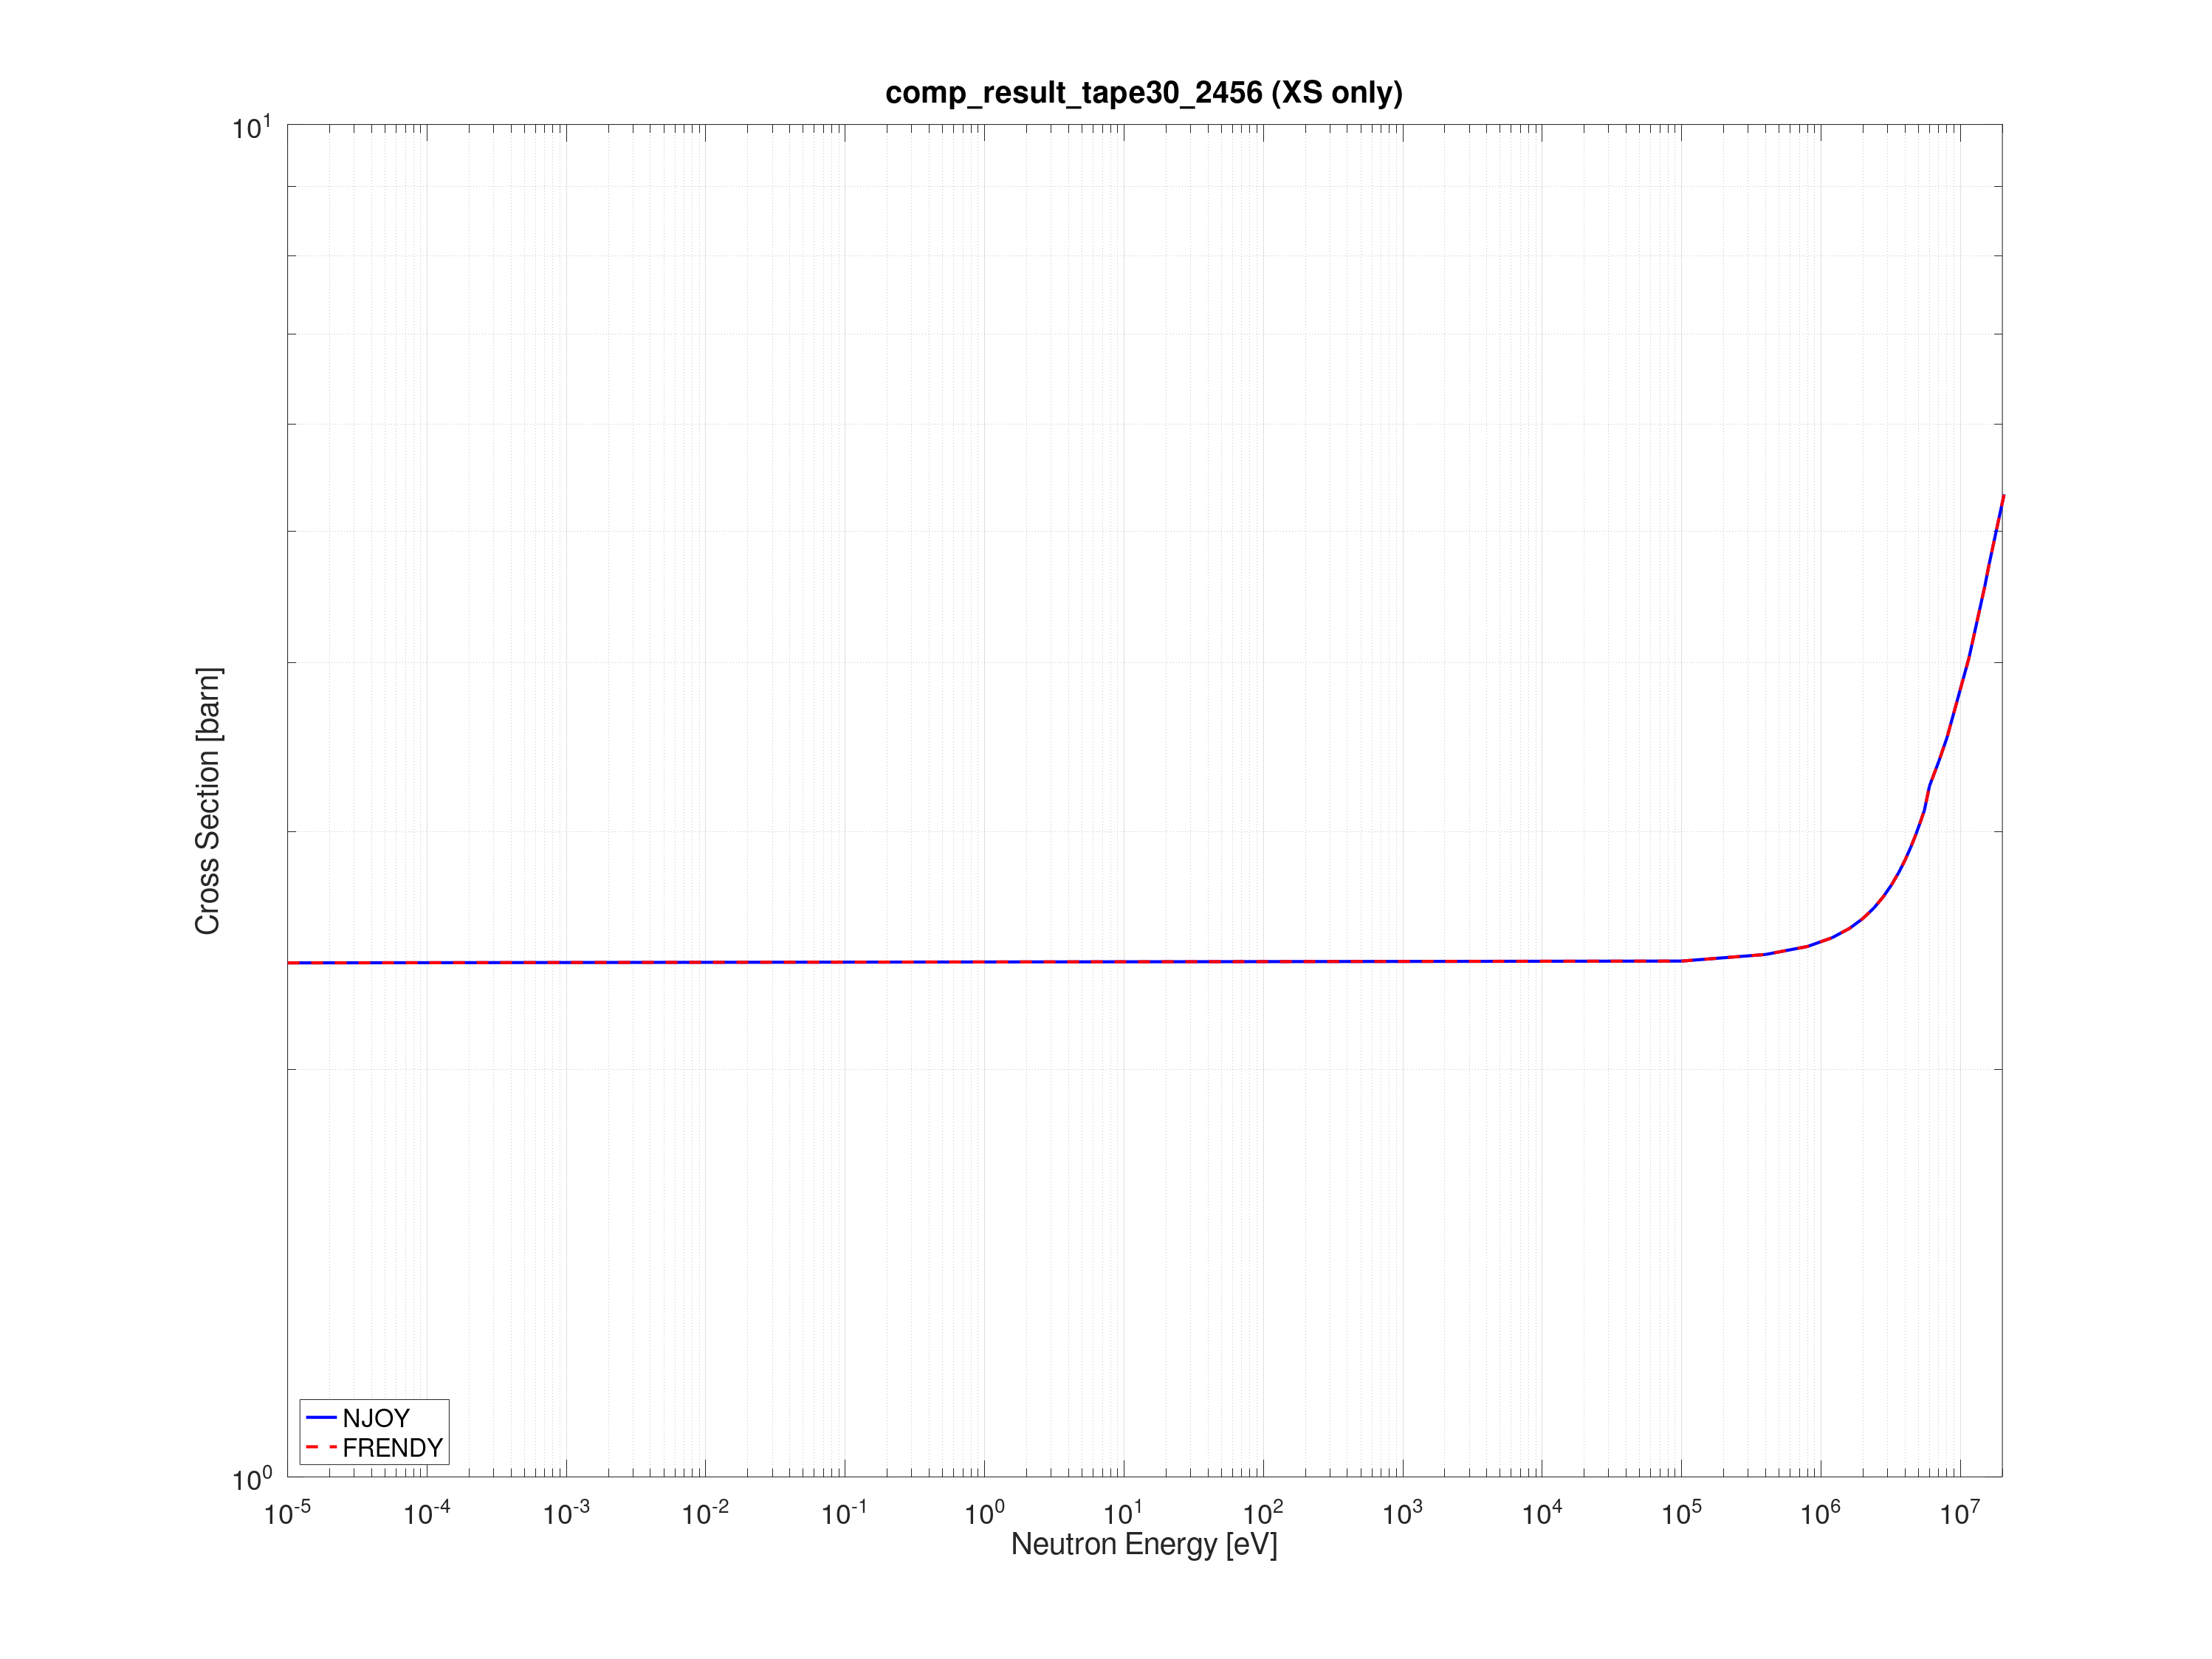 comp_result_tape30_2456 (XS only)
10^1
10^0
Cross Section [barn]
NJOY
FRENDY
10^-5 10^-4 10^-3 10^-2 10^-1 10^0 10^1 10^2 10^3 10^4 10^5 10^6 10^7
Neutron Energy [eV]